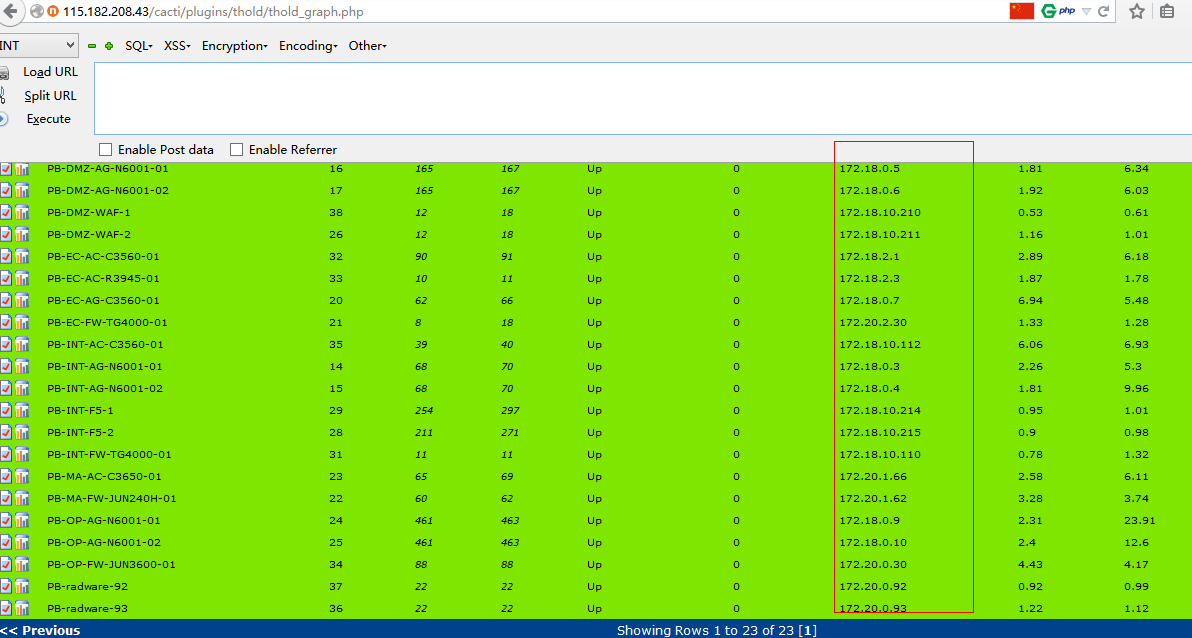 115.182.208.43/cacti/plugins/thold/thold_graph.php php
INT SQL XSS Encryption Encoding Other
Load URL
Split URL
Execute
Enable Post data Enable Referrer
PB-DMZ-AG-N6001-01 16 165 167 Up 0 172.18.0.5 1.81 6.34
PB-DMZ-AG-N6001-02 17 165 167 Up 0 172.18.0.6 1.92 6.03
PB-DMZ-WAF-1 38 12 18 Up 0 172.18.10.210 0.53 0.61
PB-DMZ-WAF-2 26 12 18 Up 0 172.18.10.211 1.16 1.01
PB-EC-AC-C3560-01 32 90 91 Up 0 172.18.2.1 2.89 6.18
PB-EC-AC-R3945-01 33 10 11 Up 0 172.18.2.3 1.87 1.78
PB-EC-AG-C3560-01 20 62 66 Up 0 172.18.0.7 6.94 5.48
PB-EC-FW-TG4000-01 21 8 18 Up 0 172.20.2.30 1.33 1.28
PB-INT-AC-C3560-01 35 39 40 Up 0 172.18.10.112 6.06 6.93
PB-INT-AG-N6001-01 14 68 70 Up 0 172.18.0.3 2.26 5.3
PB-INT-AG-N6001-02 15 68 70 Up 0 172.18.0.4 1.81 9.96
PB-INT-F5-1 29 254 297 Up 0 172.18.10.214 0.95 1.01
PB-INT-F5-2 28 211 271 Up 0 172.18.10.215 0.9 0.98
PB-INT-FW-TG4000-01 31 11 11 Up 0 172.18.10.110 0.78 1.32
PB-MA-AC-C3650-01 23 65 69 Up 0 172.20.1.66 2.58 6.11
PB-MA-FW-JUN240H-01 22 60 62 Up 0 172.20.1.62 3.28 3.74
PB-OP-AG-N6001-01 24 461 463 Up 0 172.18.0.9 2.31 23.91
PB-OP-AG-N6001-02 25 461 463 Up 0 172.18.0.10 2.4 12.6
PB-OP-FW-JUN3600-01 34 88 88 Up 0 172.20.0.30 4.43 4.17
PB-radware-92 37 22 22 Up 0 172.20.0.92 0.92 0.99
PB-radware-93 36 22 22 Up 0 172.20.0.93 1.22 1.12
<< Previous Showing Rows 1 to 23 of 23 [1]